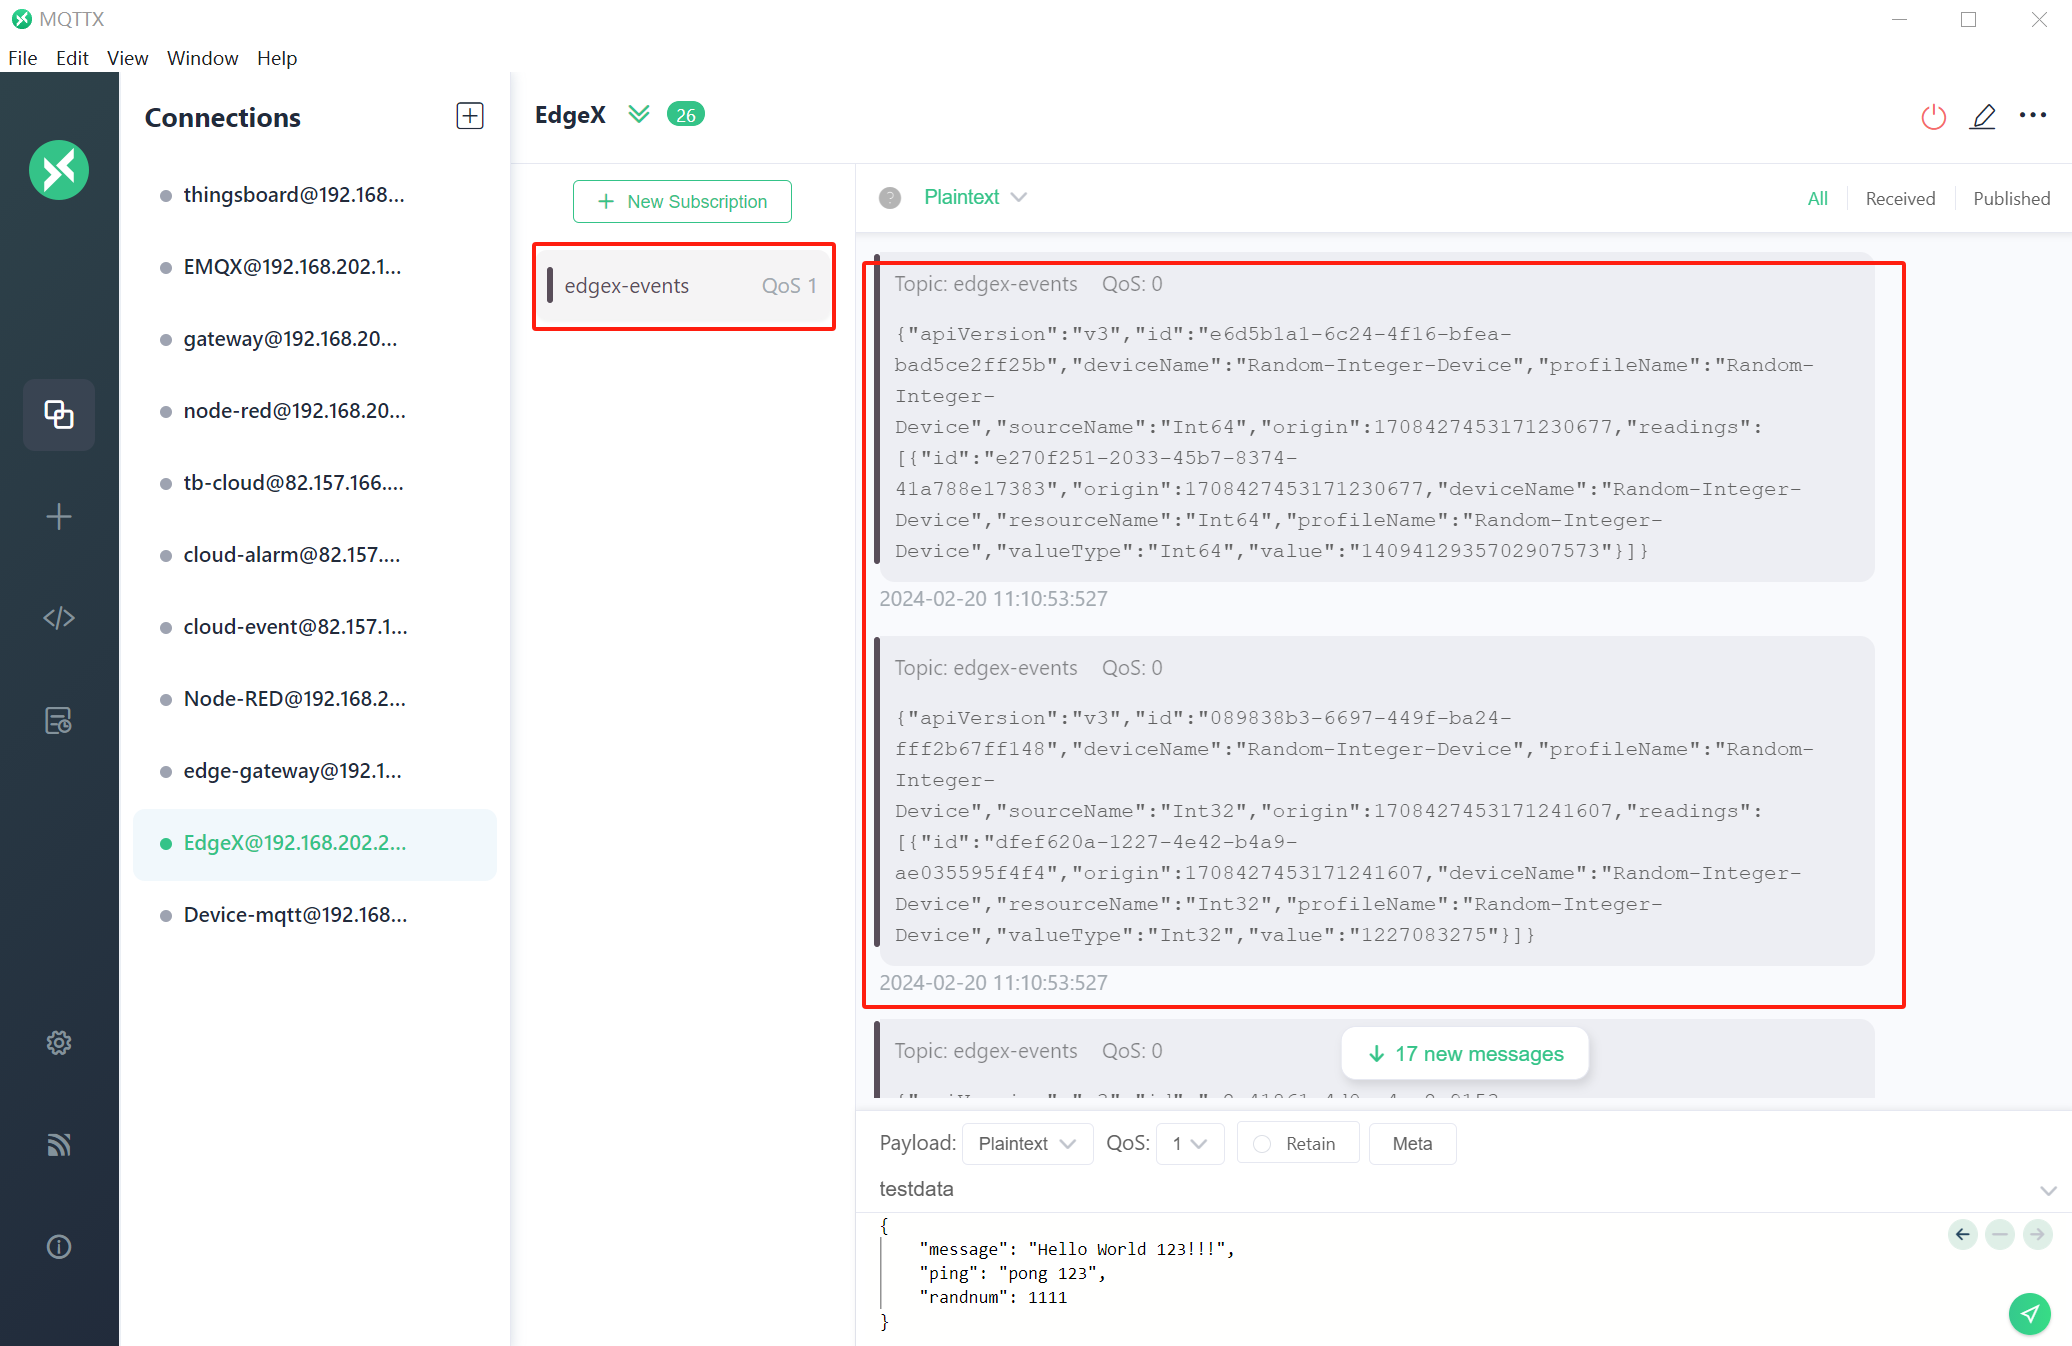 MQTTX
File Edit View Window Help
Connections
thingsboard@192.168...
EMQX@192.168.202.1...
gateway@192.168.20...
node-red@192.168.20...
tb-cloud@82.157.166....
cloud-alarm@82.157....
cloud-event@82.157.1...
Node-RED@192.168.2...
edge-gateway@192.1...
EdgeX@192.168.202.2...
Device-mqtt@192.168...
EdgeX 26
+ New Subscription
edgex-events QoS 1
? Plaintext
All Received Published
Topic: edgex-events QoS: 0
{"apiVersion":"v3","id":"e6d5b1a1-6c24-4f16-bfea-
bad5ce2ff25b","deviceName":"Random-Integer-Device","profileName":"Random-
Integer-
Device","sourceName":"Int64","origin":1708427453171230677,"readings":
[{"id":"e270f251-2033-45b7-8374-
41a788e17383","origin":1708427453171230677,"deviceName":"Random-Integer-
Device","resourceName":"Int64","profileName":"Random-Integer-
Device","valueType":"Int64","value":"1409412935702907573"}]}
2024-02-20 11:10:53:527
Topic: edgex-events QoS: 0
{"apiVersion":"v3","id":"089838b3-6697-449f-ba24-
fff2b67ff148","deviceName":"Random-Integer-Device","profileName":"Random-
Integer-
Device","sourceName":"Int32","origin":1708427453171241607,"readings":
[{"id":"dfef620a-1227-4e42-b4a9-
ae035595f4f4","origin":1708427453171241607,"deviceName":"Random-Integer-
Device","resourceName":"Int32","profileName":"Random-Integer-
Device","valueType":"Int32","value":"1227083275"}]}
2024-02-20 11:10:53:527
Topic: edgex-events QoS: 0
17 new messages
Payload: Plaintext QoS: 1 Retain Meta
testdata
{
"message": "Hello World 123!!!",
"ping": "pong 123",
"randnum": 1111
}